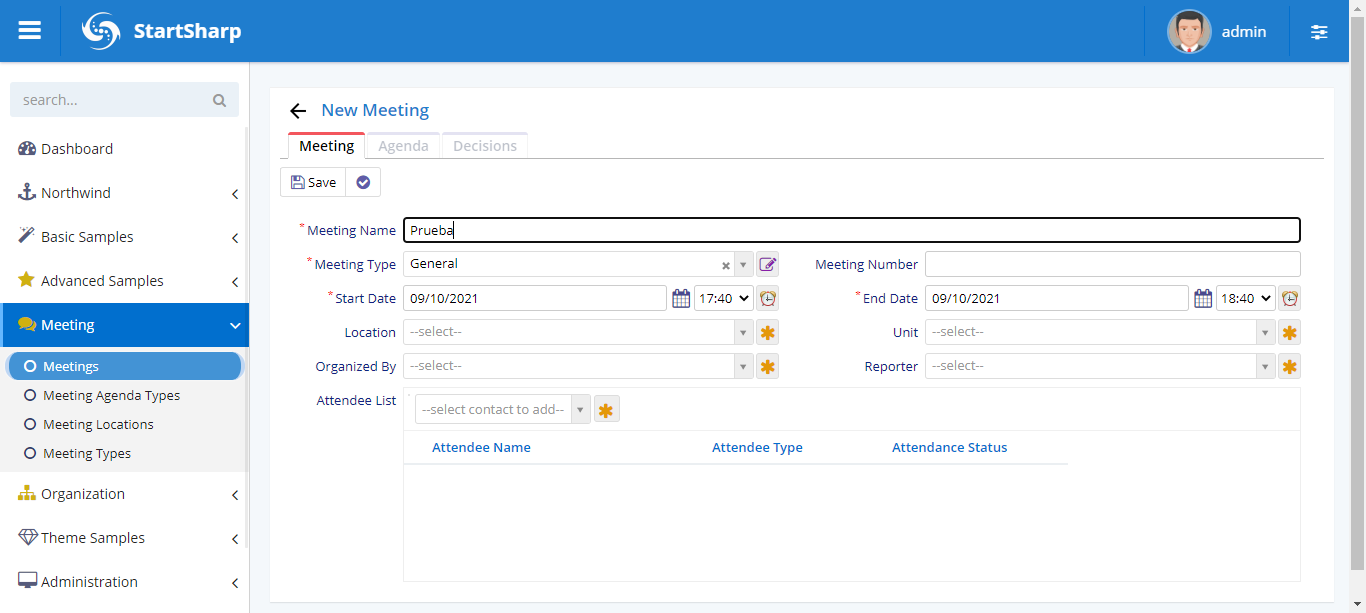 StartSharp
admin
search...
Dashboard
Northwind
Basic Samples
Advanced Samples
Meeting
Meetings
Meeting Agenda Types
Meeting Locations
Meeting Types
Organization
Theme Samples
Administration
New Meeting
Meeting Agenda Decisions
Save
* Meeting Name Prueba
* Meeting Type General Meeting Number
* Start Date 09/10/2021 17:40 * End Date 09/10/2021 18:40
Location --select-- Unit --select--
Organized By --select-- Reporter --select--
Attendee List --select contact to add--
Attendee Name Attendee Type Attendance Status